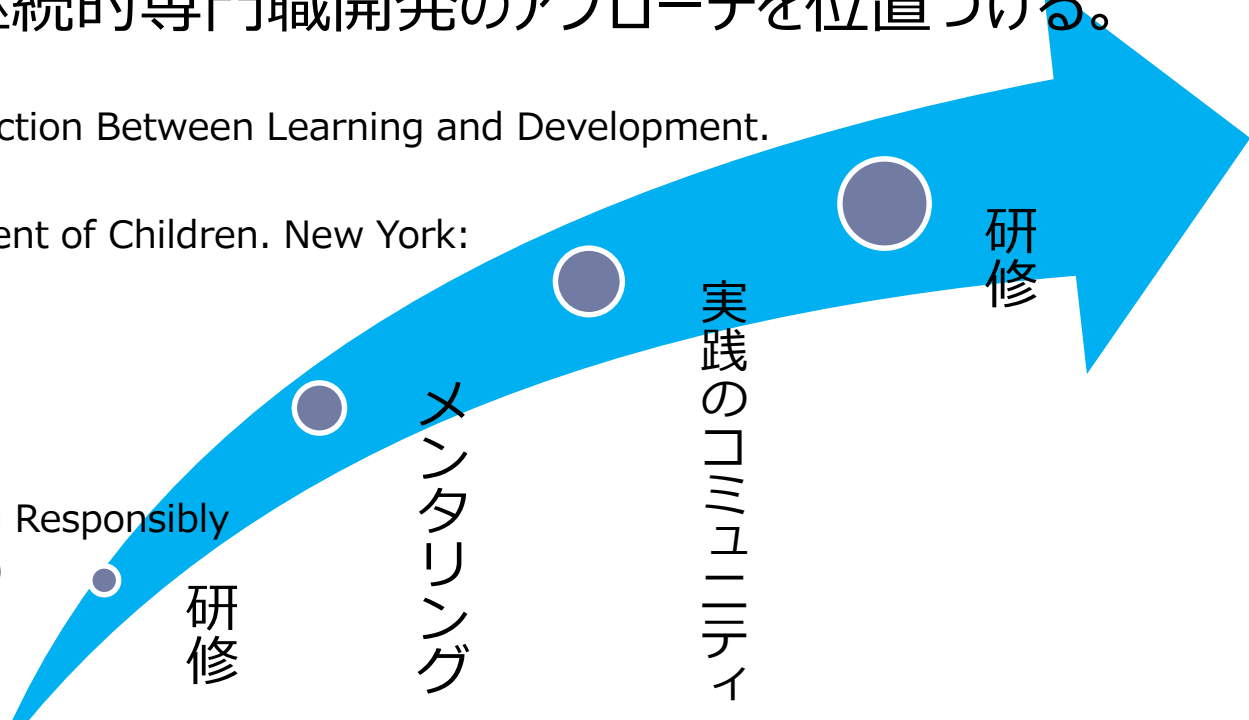 継続的専門職開発のアプローチを位置づける。
ction Between Learning and Development.
ent of Children. New York:
Responsibly
)
研修
メンタリング
実践のコミュニティ
研修